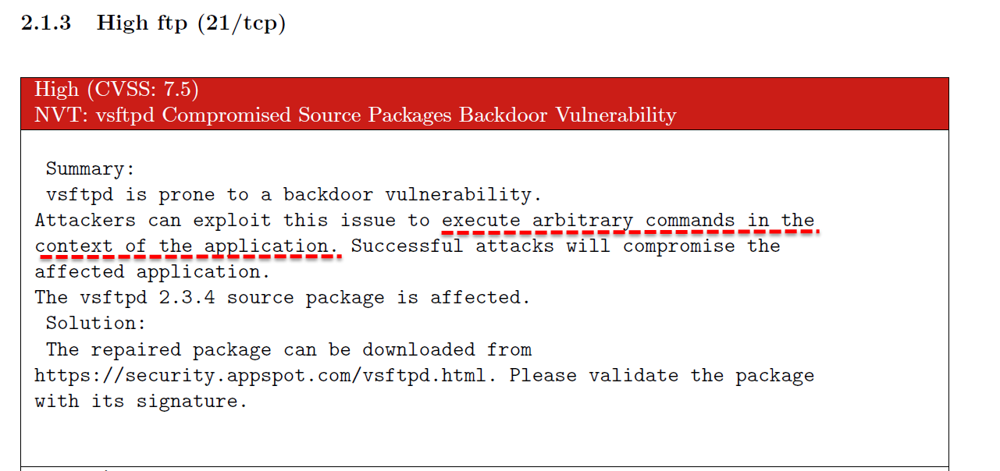 2.1.3 High ftp (21/tcp)
High (CVSS: 7.5)
NVT: vsftpd Compromised Source Packages Backdoor Vulnerability
Summary:
vsftpd is prone to a backdoor vulnerability.
Attackers can exploit this issue to execute arbitrary commands in the
context of the application. Successful attacks will compromise the
affected application.
The vsftpd 2.3.4 source package is affected.
Solution:
The repaired package can be downloaded from
https://security.appspot.com/vsftpd.html. Please validate the package
with its signature.